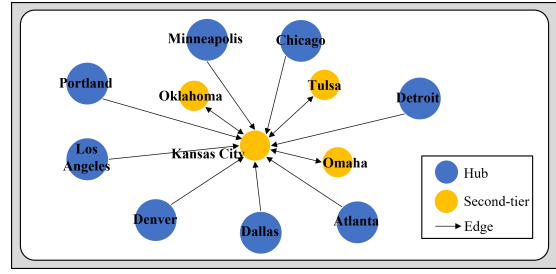 Minneapolis
Chicago
Portland
Oklahoma
Tulsa
Detroit
Los
Angeles
Kansas City
Omaha
Denver
Dallas
Atlanta
Hub
Second-tier
Edge